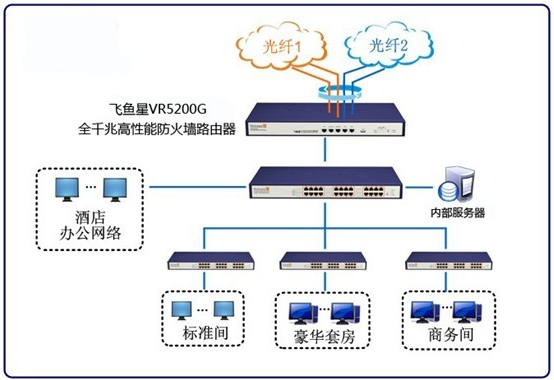 光纤1
光纤2
飞鱼星VR5200G
全千兆高性能防火墙路由器
酒店
办公网络
内部服务器
标准间
豪华套房
商务间